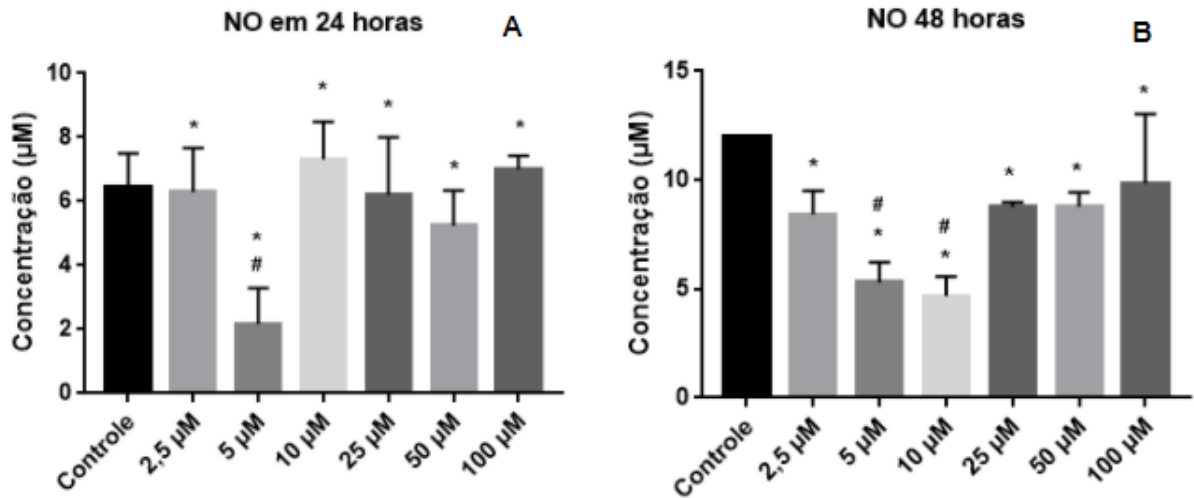 NO em 24 horas
A
Concentração (µM)
10
8
6
4
2
0
*
*
#
*
*
*
*
Controle
2,5 µM
5 µM
10 µM
25 µM
50 µM
100 µM
NO 48 horas
B
Concentração (µM)
15
10
5
0
*
#
*
#
*
*
*
*
Controle
2,5 µM
5 µM
10 µM
25 µM
50 µM
100 µM